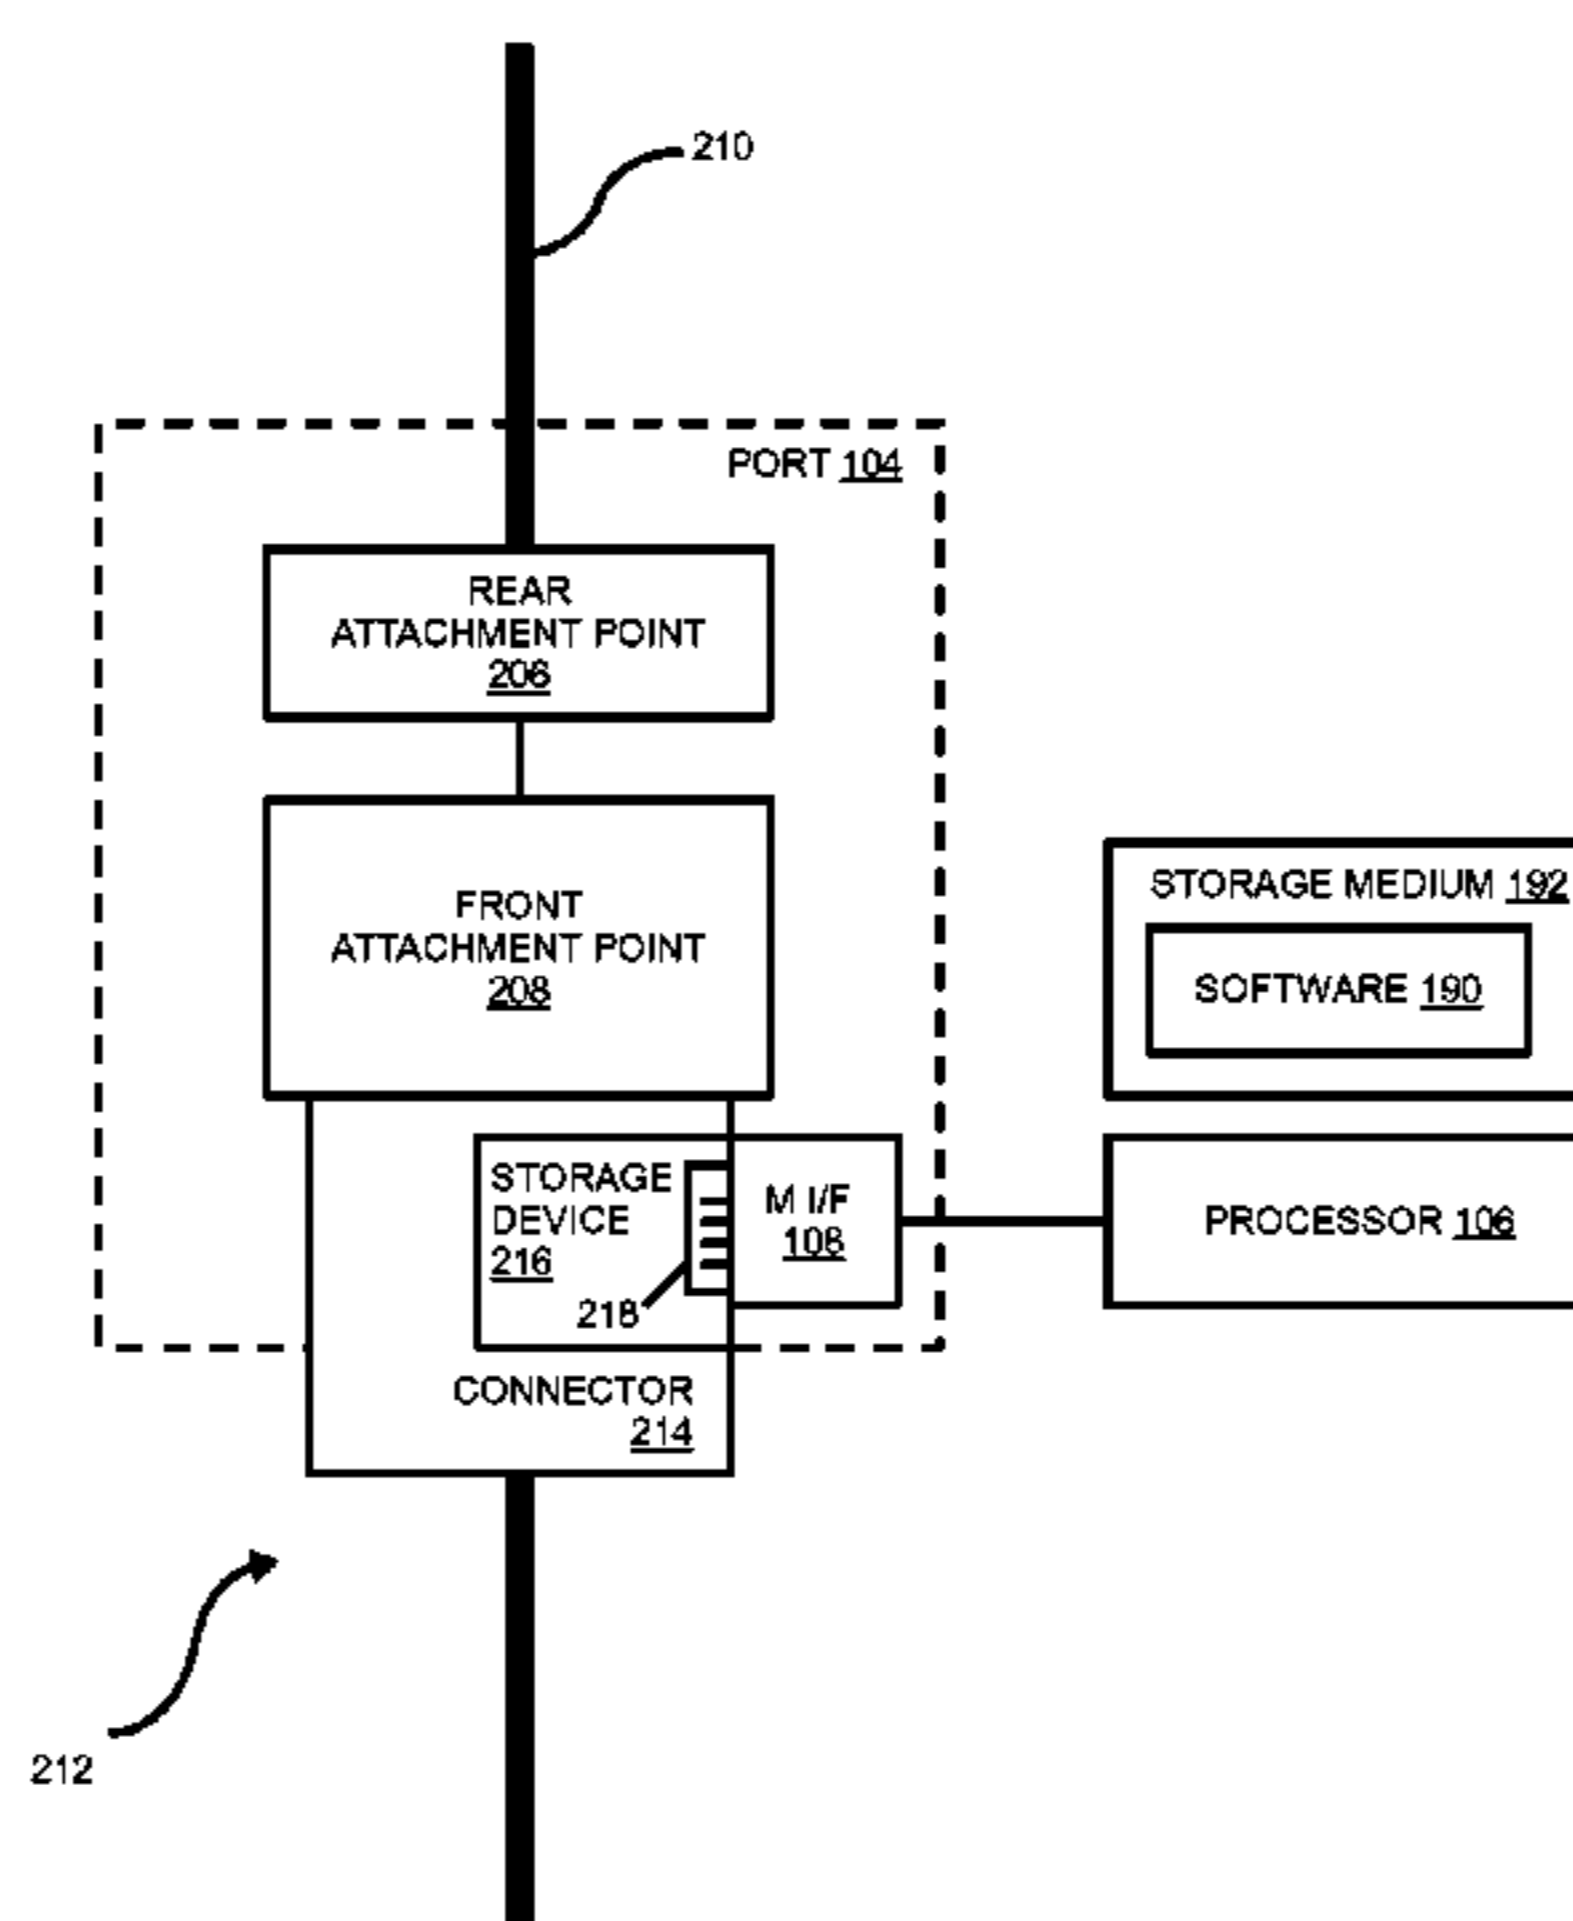 210
PORT 104
REAR
ATTACHMENT POINT
206
FRONT
ATTACHMENT POINT
208
STORAGE MEDIUM 192
SOFTWARE 190
STORAGE
DEVICE
216
218
M I/F
108
PROCESSOR 106
CONNECTOR
214
212